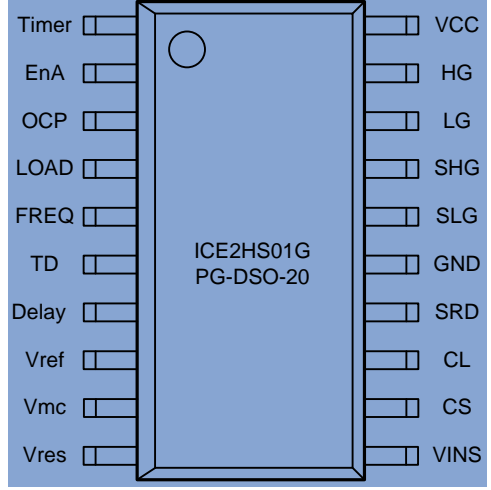 Timer VCC
EnA HG
OCP LG
LOAD SHG
FREQ SLG
ICE2HS01G
PG-DSO-20
TD GND
Delay SRD
Vref CL
Vmc CS
Vres VINS